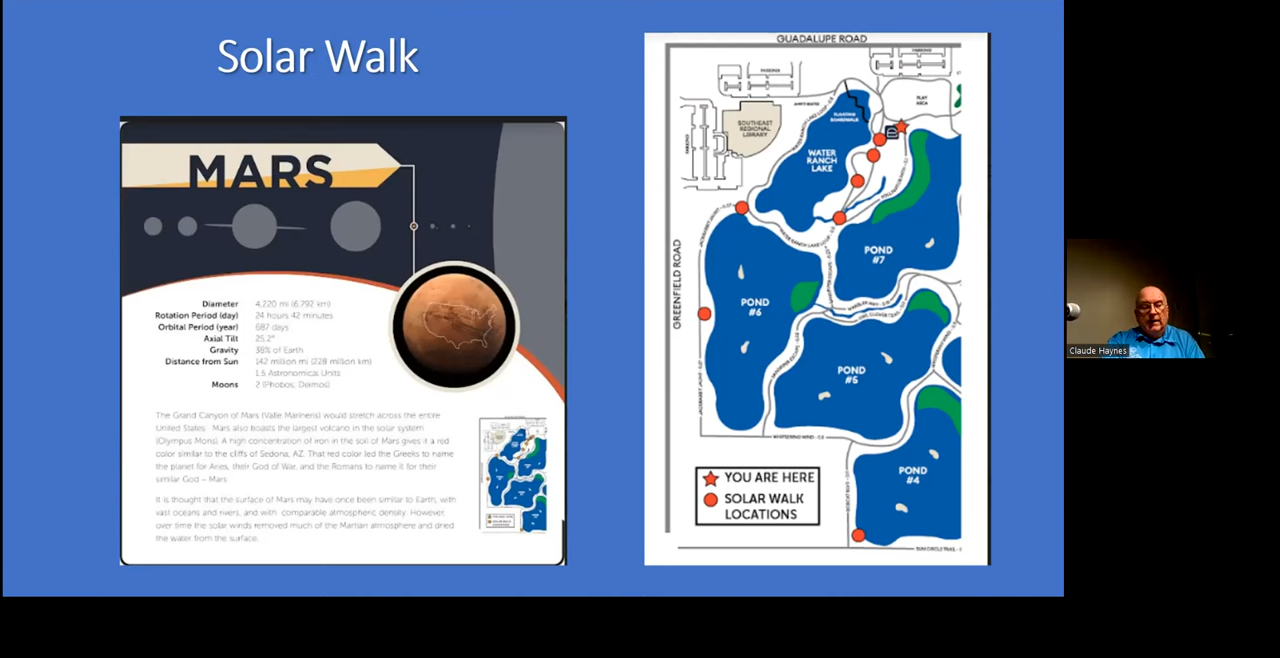 Solar Walk
MARS
Diameter 4,220 mi (6,792 km)
Rotation Period (day) 24 hours 42 minutes
Orbital Period (year) 687 days
Axial Tilt 25.2°
Gravity 38% of Earth
Distance from Sun 142 million mi (228 million km)
1.5 Astronomical Units
Moons 2 (Phobos, Deimos)
The Grand Canyon of Mars (Valle Marineris) would stretch across the entire
United States. Mars also boasts the largest volcano in the solar system
(Olympus Mons). A high concentration of iron in the soil of Mars gives it a red
color similar to the cliffs of Sedona, AZ. That red color led the Greeks to name
the planet for Aries, their God of War, and the Romans to name it for their
similar God – Mars
It is thought that the surface of Mars may have once been similar to Earth, with
vast oceans and rivers, and with comparable atmospheric density. However,
over time the solar winds removed much of the Martian atmosphere and dried
the water from the surface.
GUADALUPE ROAD
PARKING
PARKING
PLAY
AREA
FLOATING
BOARDWALK
PARKING
SOUTHEAST
REGIONAL
LIBRARY
WATER
RANCH
LAKE
GREENFIELD ROAD
POND
#7
POND
#6
POND
#5
POND
#4
YOU ARE HERE
SOLAR WALK
LOCATIONS
Claude Haynes